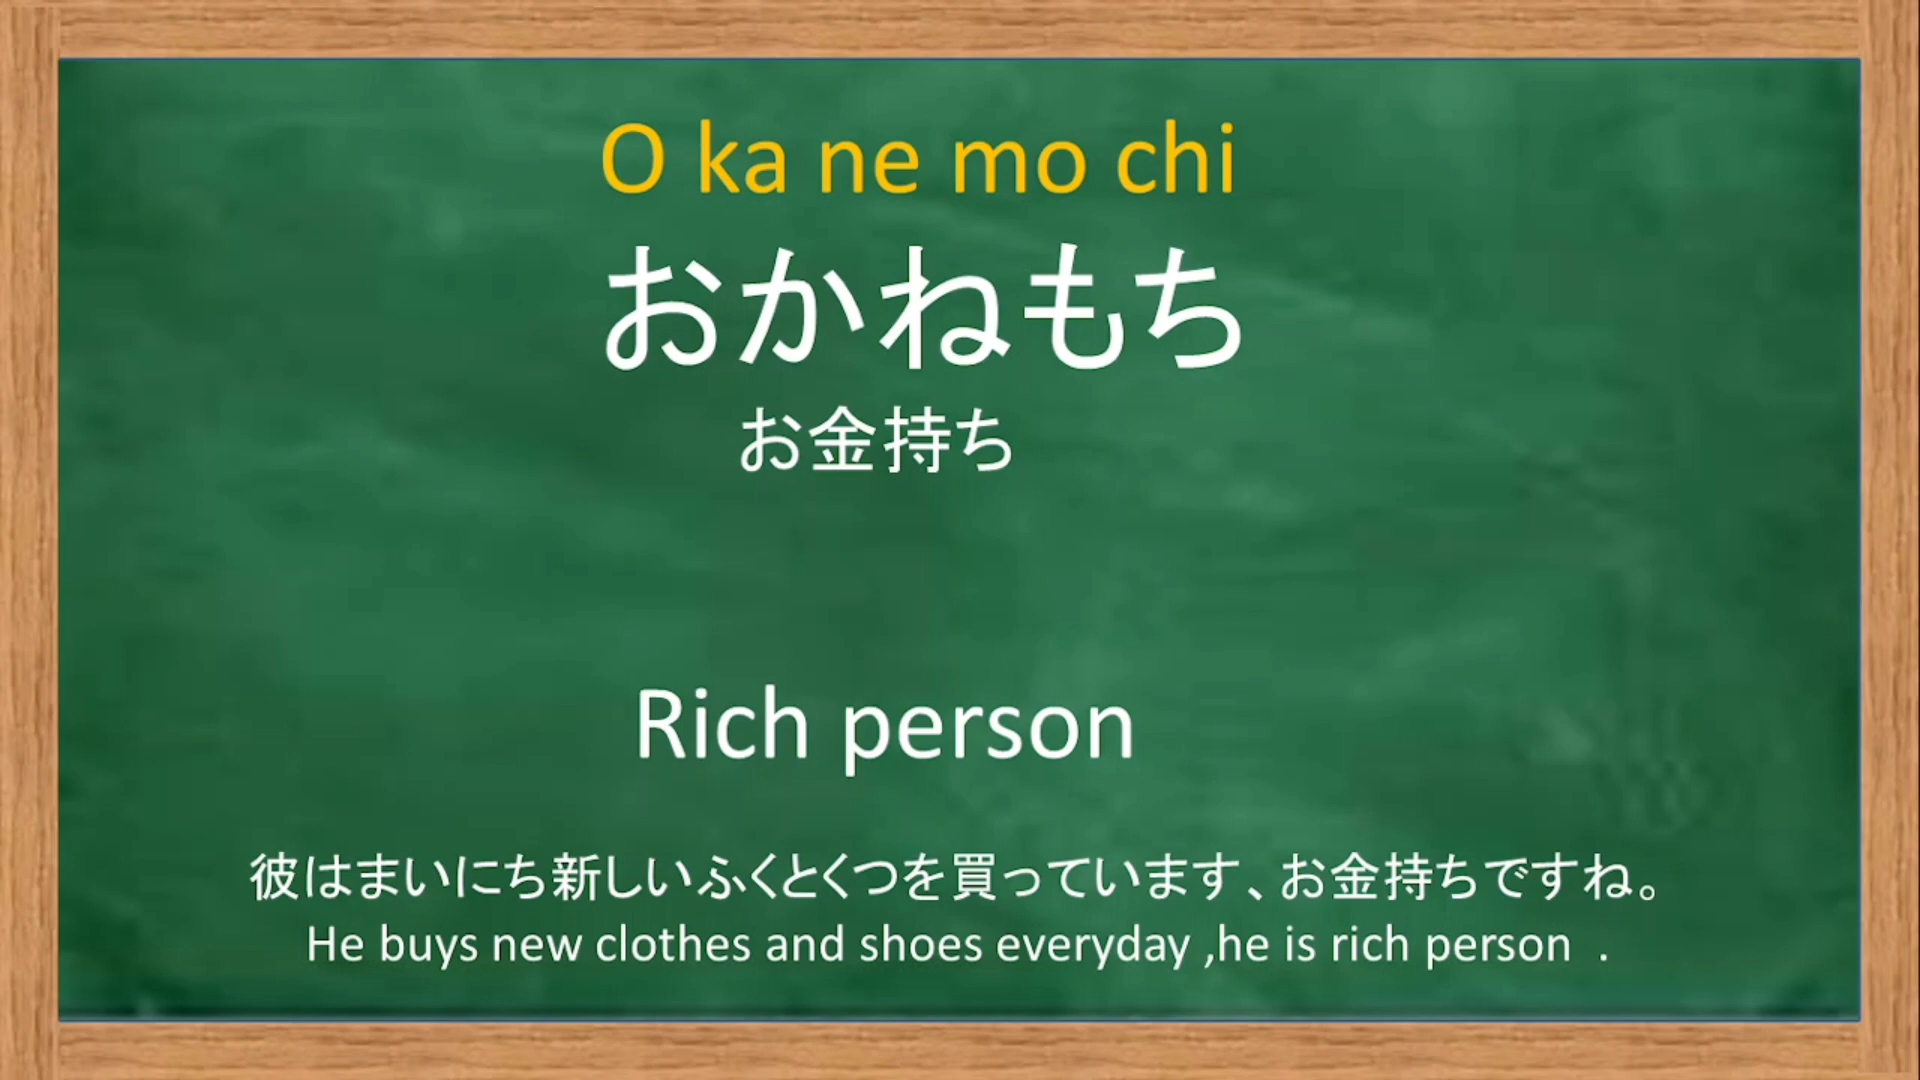 O ka ne mo chi
おかねもち
お金持ち
Rich person
彼はまいにち新しいふくとくつを買っています、お金持ちですね。
He buys new clothes and shoes everyday ,he is rich person  .